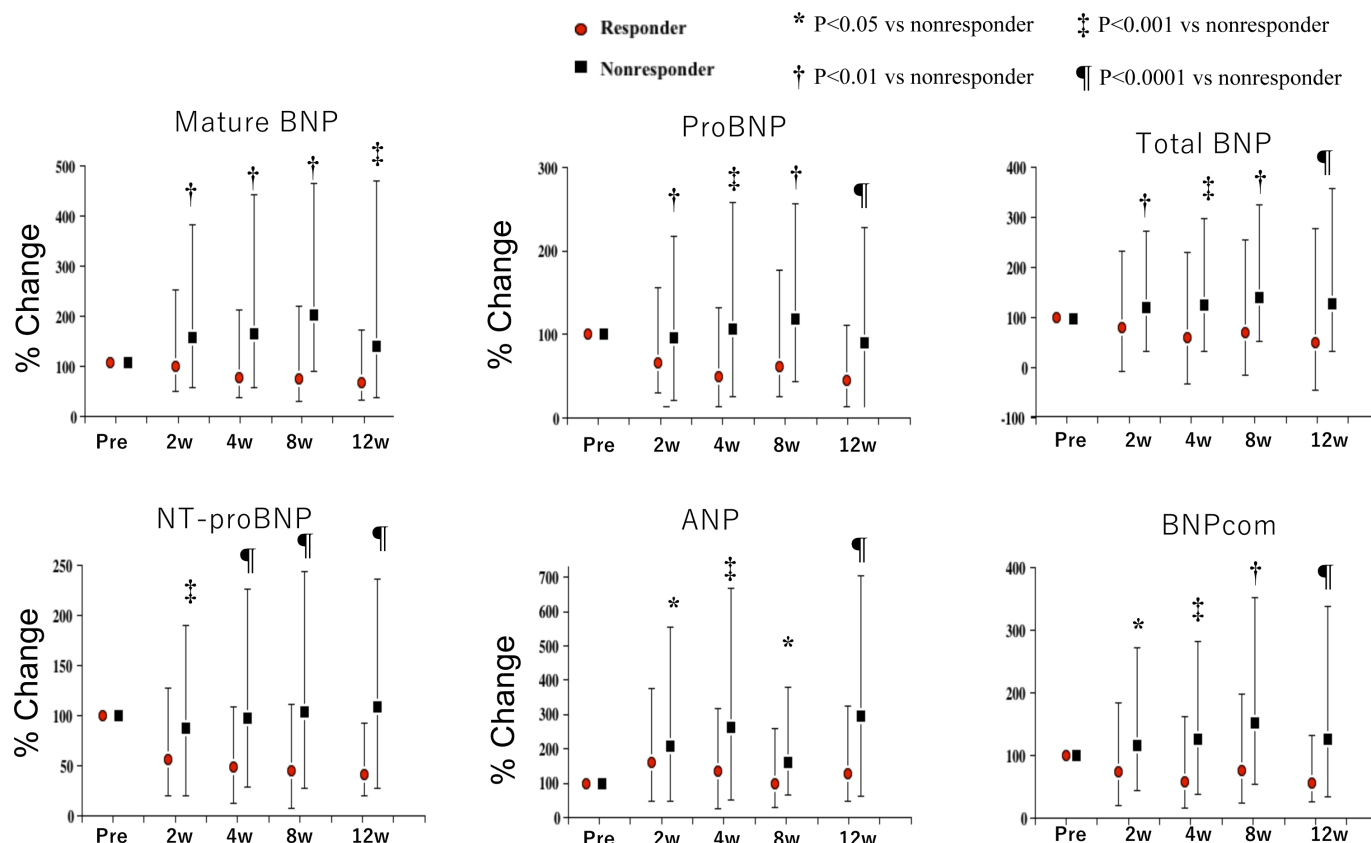 Responder
Nonresponder
* P<0.05 vs nonresponder
‡ P<0.001 vs nonresponder
† P<0.01 vs nonresponder
¶ P<0.0001 vs nonresponder
Mature BNP
% Change
500
400
300
200
100
0
† † † ‡
Pre 2w 4w 8w 12w
ProBNP
% Change
300
200
100
0
† ‡ † ¶
Pre 2w 4w 8w 12w
Total BNP
400
300
200
100
0
-100
† ‡ † ¶
Pre 2w 4w 8w 12w
NT-proBNP
% Change
250
200
150
100
50
0
‡ ¶ ¶ ¶
Pre 2w 4w 8w 12w
ANP
% Change
700
600
500
400
300
200
100
0
* ‡ * ¶
Pre 2w 4w 8w 12w
BNPcom
400
300
200
100
0
* ‡ † ¶
Pre 2w 4w 8w 12w